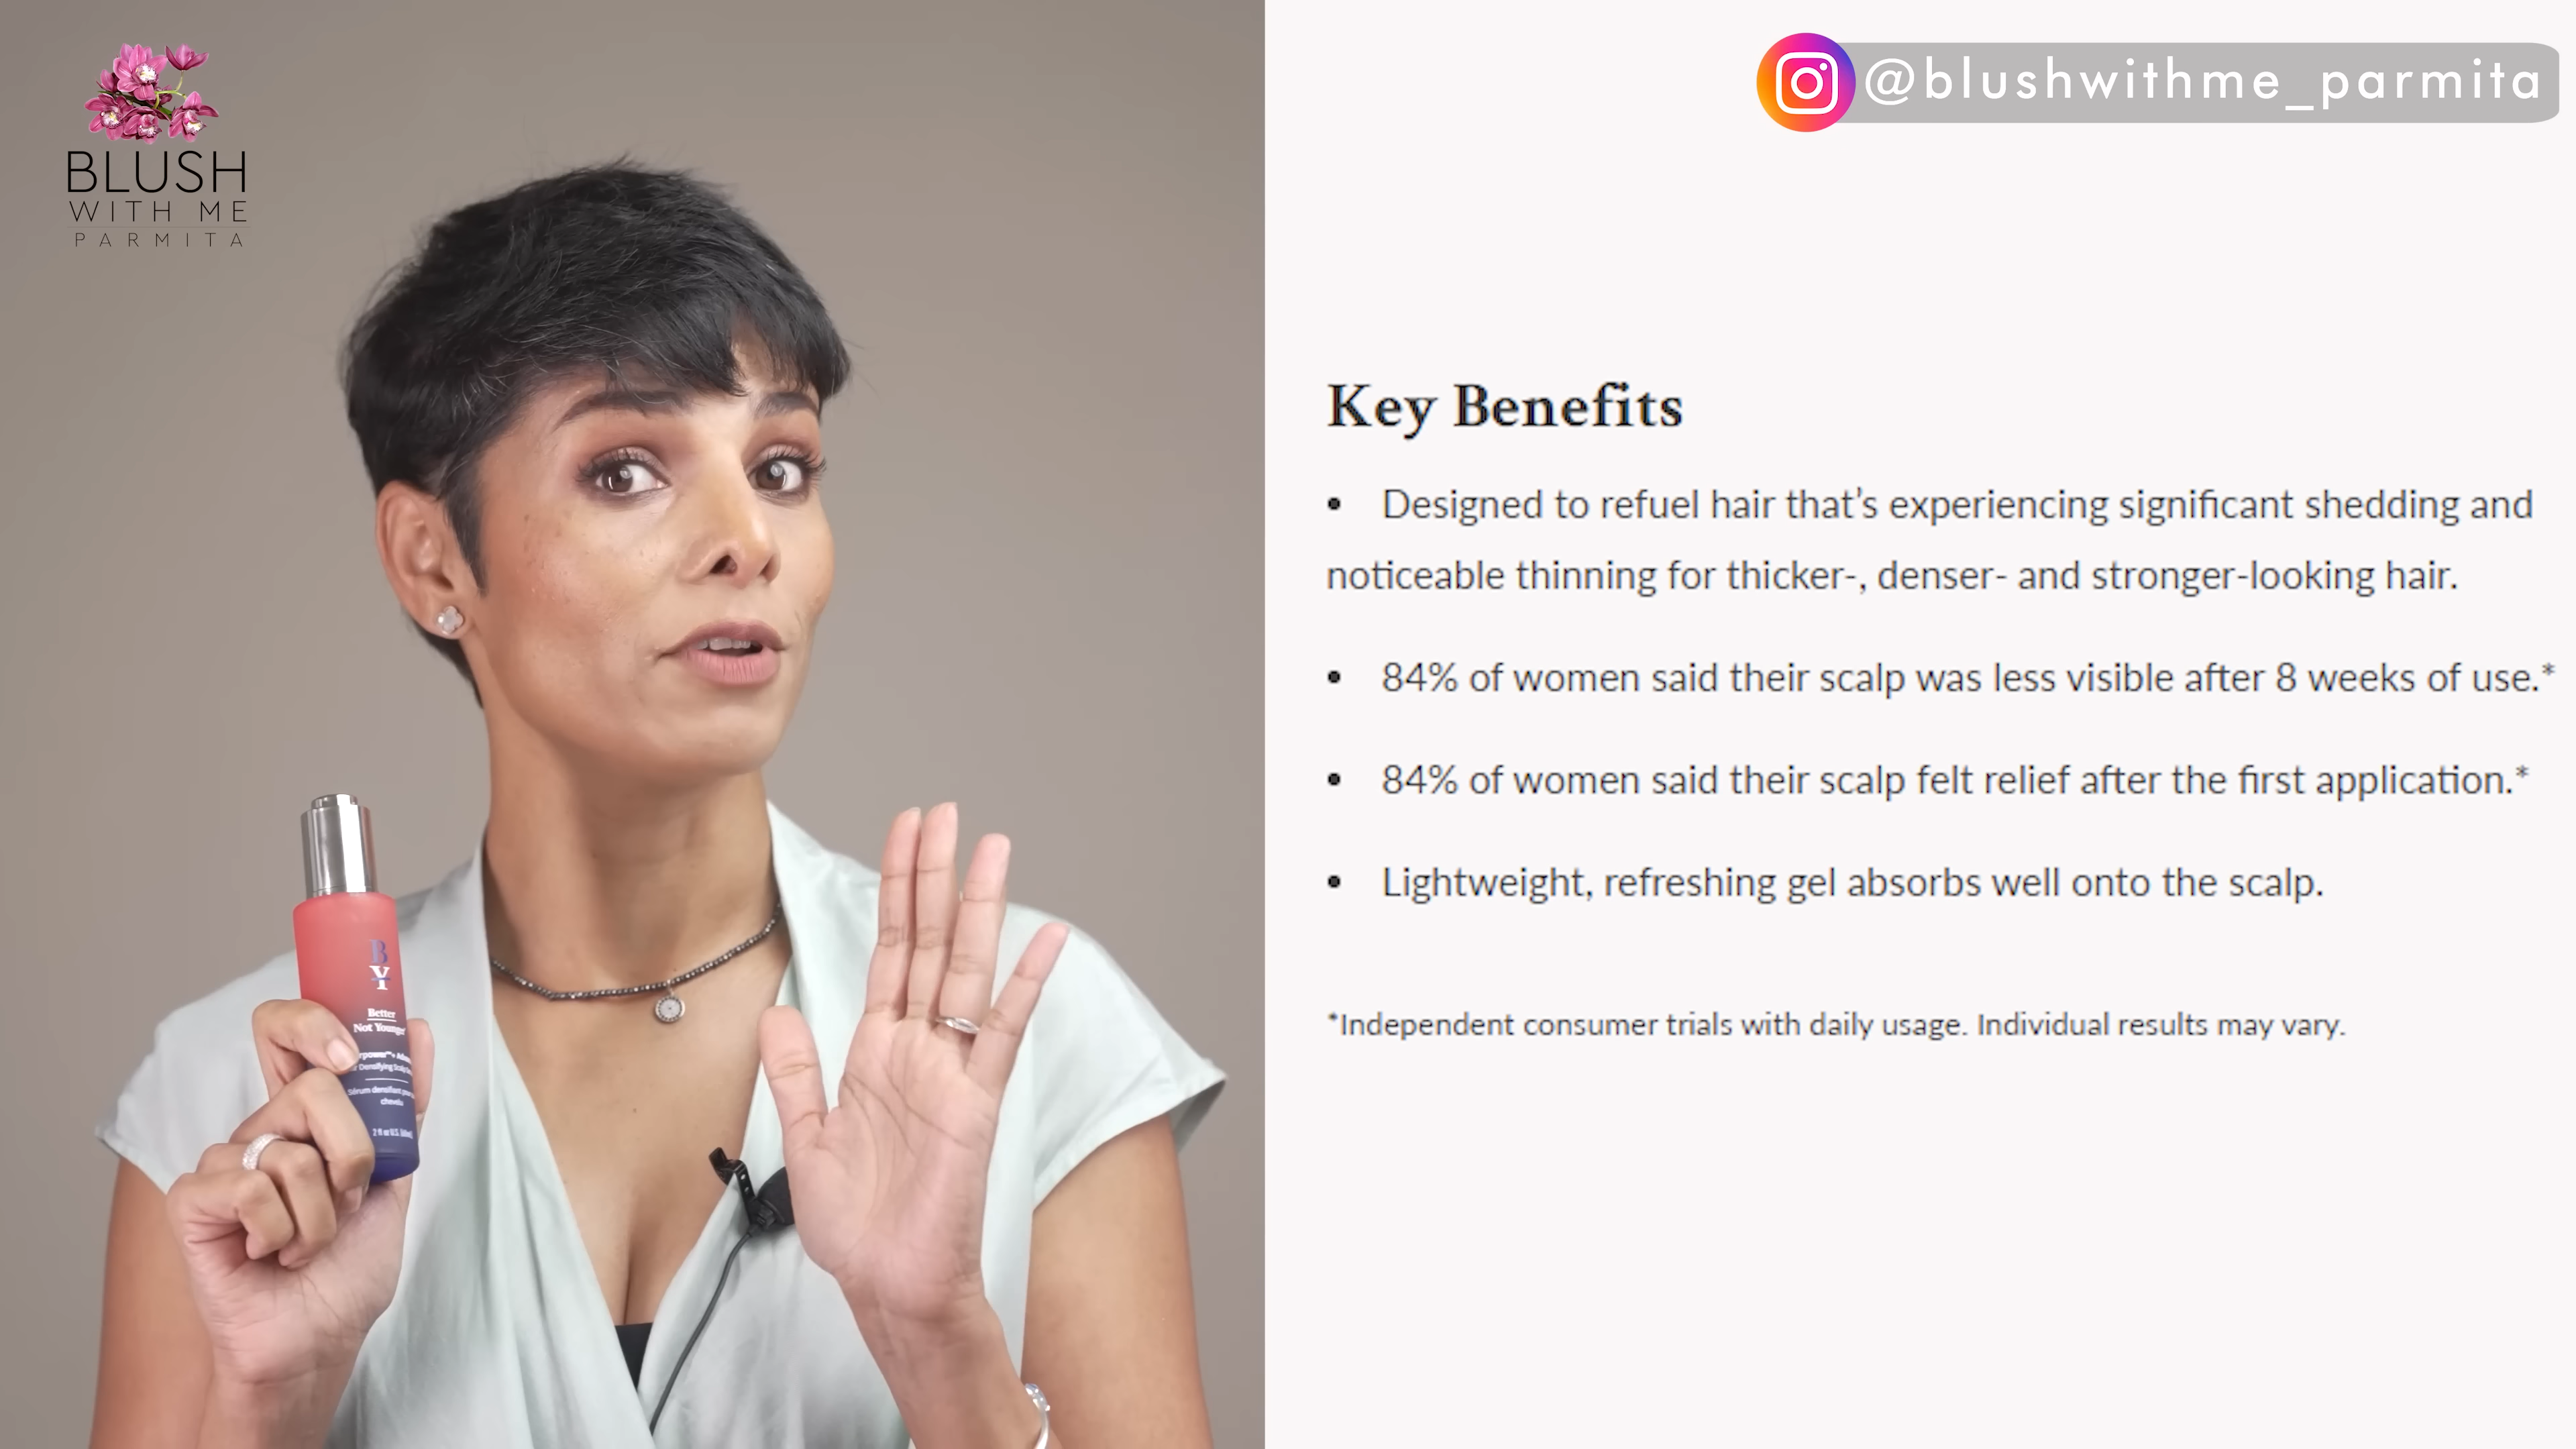 BLUSH
WITH ME
PARMITA
@blushwithme_parmita
Key Benefits
• Designed to refuel hair that's experiencing significant shedding and
noticeable thinning for thicker-, denser- and stronger-looking hair.
• 84% of women said their scalp was less visible after 8 weeks of use.*
• 84% of women said their scalp felt relief after the first application.*
• Lightweight, refreshing gel absorbs well onto the scalp.
*Independent consumer trials with daily usage. Individual results may vary.
B
Y
Better
Not Younger
Densifying
Sérum densifiant